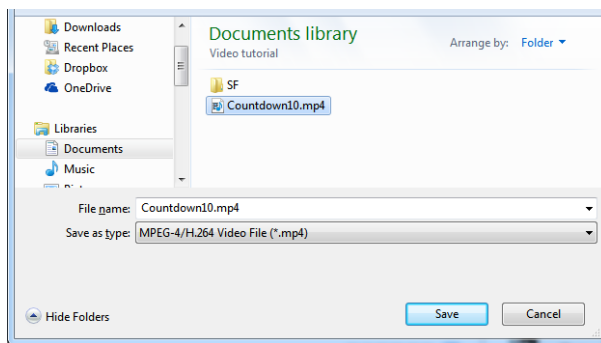 Downloads
Recent Places
Dropbox
OneDrive
Libraries
Documents
Music
Documents library
Video tutorial
Arrange by: Folder
SF
Countdown10.mp4
File name: Countdown10.mp4
Save as type: MPEG-4/H.264 Video File (*.mp4)
Hide Folders
Save
Cancel